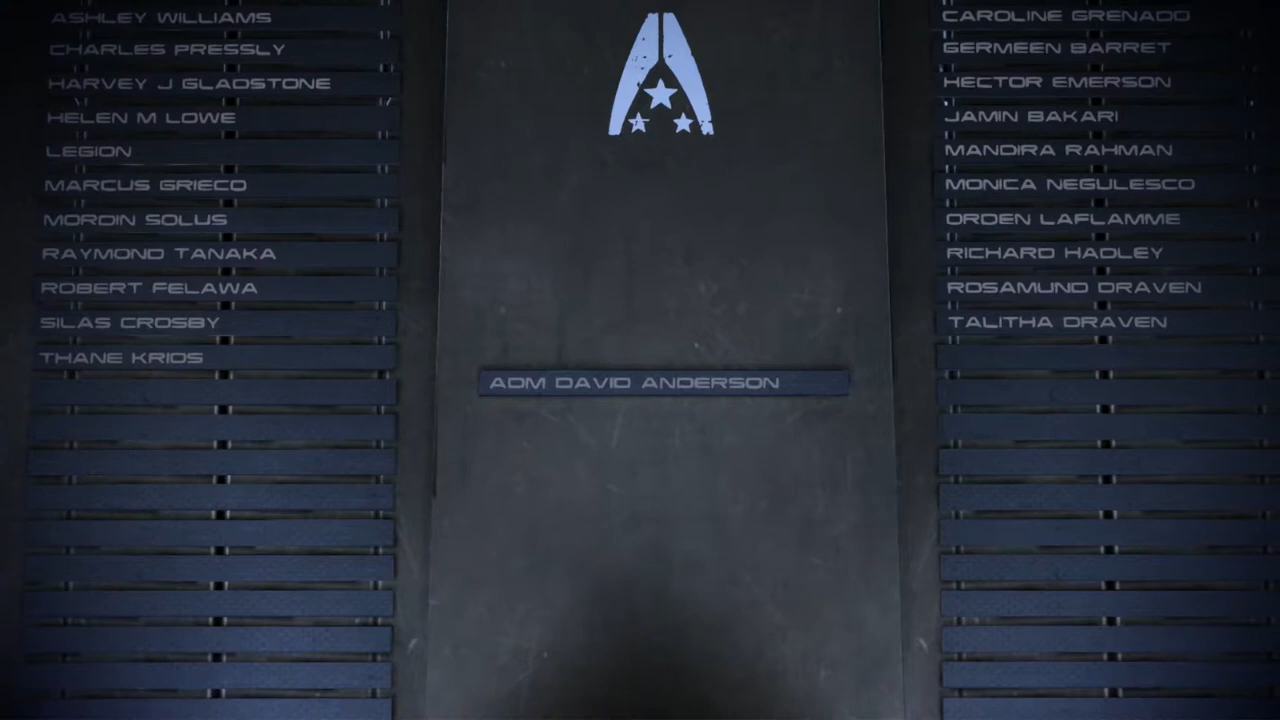 ASHLEY WILLIAMS
CHARLES PRESSLY
HARVEY J GLADSTONE
HELEN M LOWE
LEGION
MARCUS GRIECO
MORDIN SOLUS
RAYMOND TANAKA
ROBERT FELAWA
SILAS CROSBY
THANE KRIOS
ADM DAVID ANDERSON
CAROLINE GRENADO
GERMEEN BARRET
HECTOR EMERSON
JAMIN BAKARI
MANDIRA RAHMAN
MONICA NEGULESCO
ORDEN LAFLAMME
RICHARD HADLEY
ROSAMUND DRAVEN
TALITHA DRAVEN